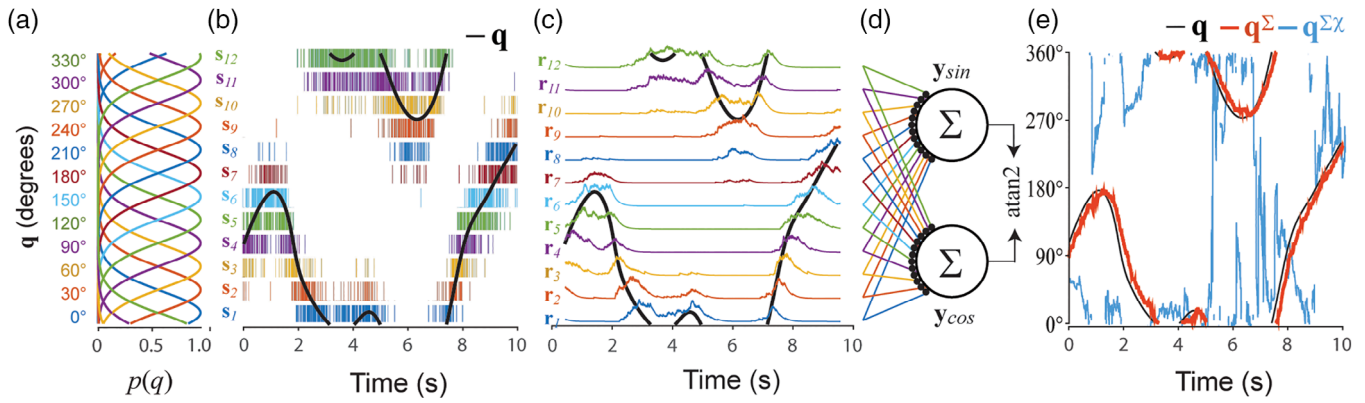 (a)
q (degrees)
330°
300°
270°
240°
210°
180°
150°
120°
90°
60°
30°
0°
0 0.5 1.0
p(q)
(b)
– q
s12
s11
s10
s9
s8
s7
s6
s5
s4
s3
s2
s1
0 2 4 6 8 10
Time (s)
(c)
r12
r11
r10
r9
r8
r7
r6
r5
r4
r3
r2
r1
0 2 4 6 8 10
Time (s)
(d)
ysin
Σ
atan2
Σ
ycos
(e)
– q – qΣ – qΣχ
360°
270°
180°
90°
0°
0 2 4 6 8 10
Time (s)